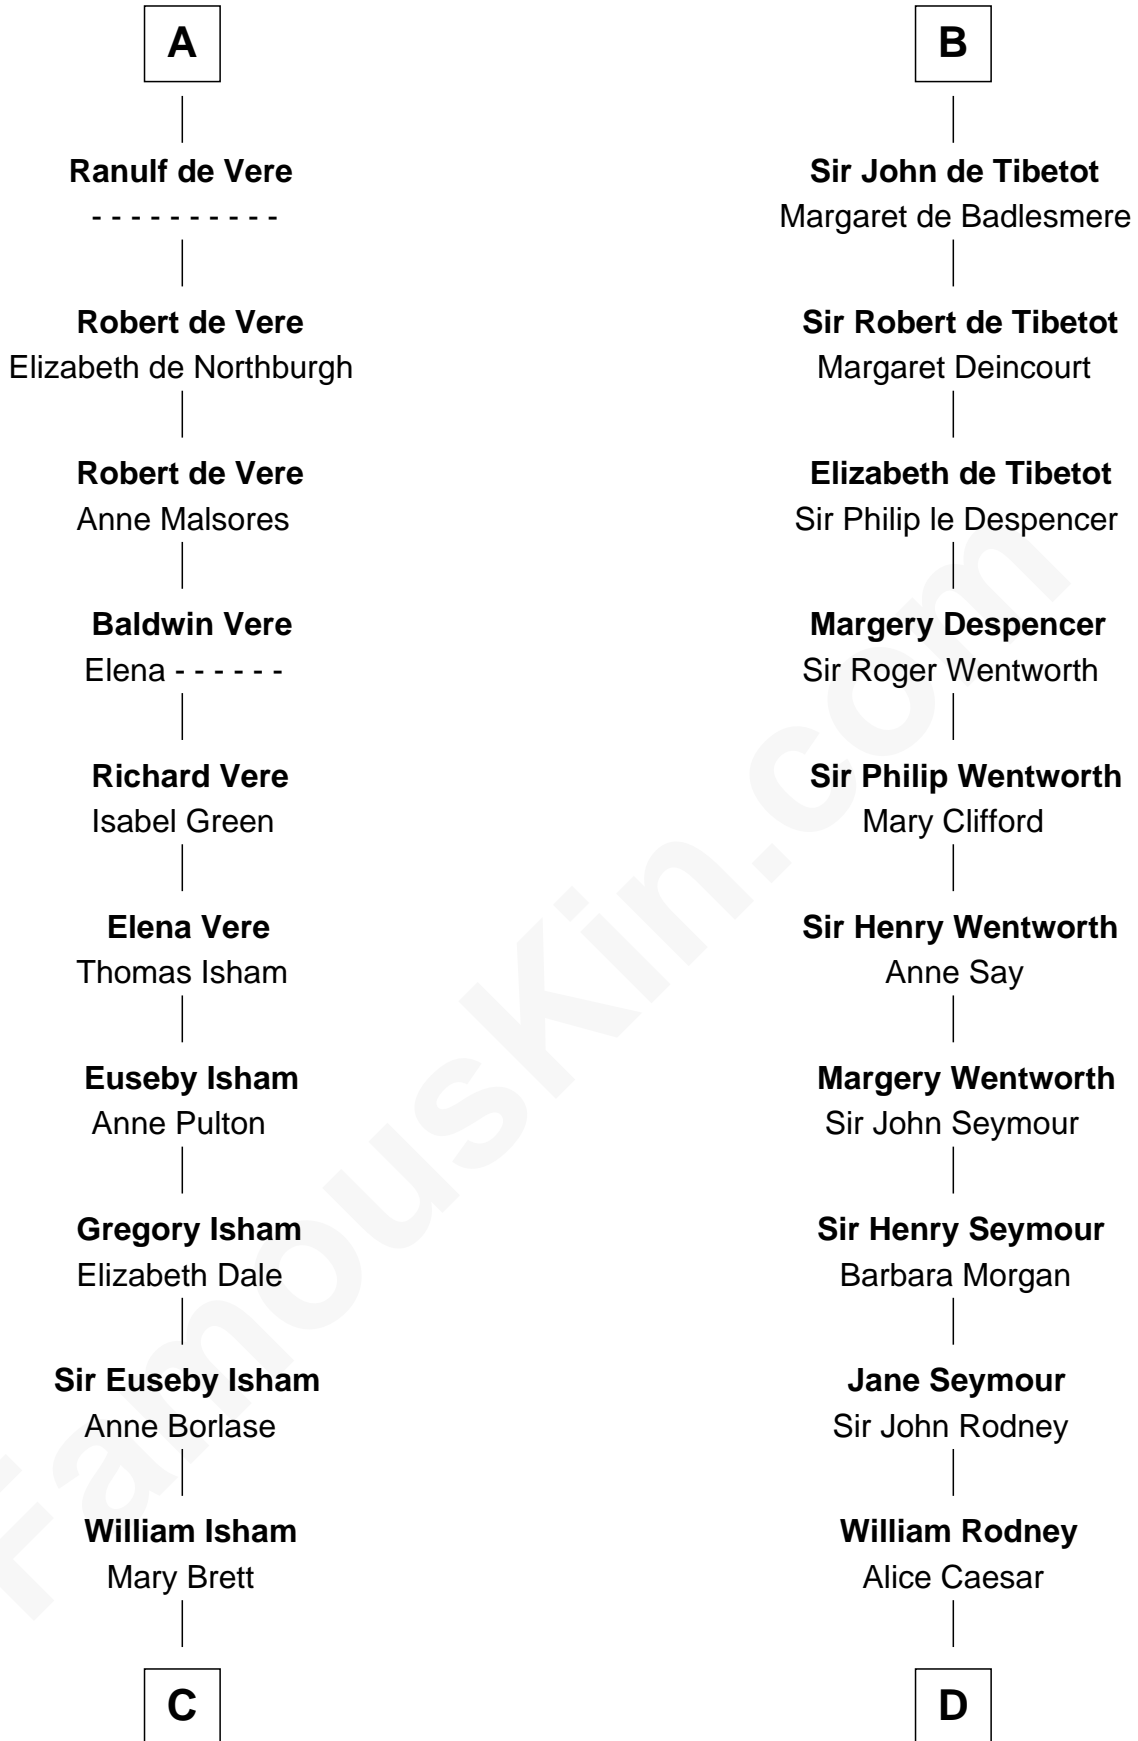 A
Ranulf de Vere
- - - - - - - - - -
Robert de Vere
Elizabeth de Northburgh
Robert de Vere
Anne Malsores
Baldwin Vere
Elena - - - - - -
Richard Vere
Isabel Green
Elena Vere
Thomas Isham
Euseby Isham
Anne Pulton
Gregory Isham
Elizabeth Dale
Sir Euseby Isham
Anne Borlase
William Isham
Mary Brett
C
B
Sir John de Tibetot
Margaret de Badlesmere
Sir Robert de Tibetot
Margaret Deincourt
Elizabeth de Tibetot
Sir Philip le Despencer
Margery Despencer
Sir Roger Wentworth
Sir Philip Wentworth
Mary Clifford
Sir Henry Wentworth
Anne Say
Margery Wentworth
Sir John Seymour
Sir Henry Seymour
Barbara Morgan
Jane Seymour
Sir John Rodney
William Rodney
Alice Caesar
D
FamousKin.com